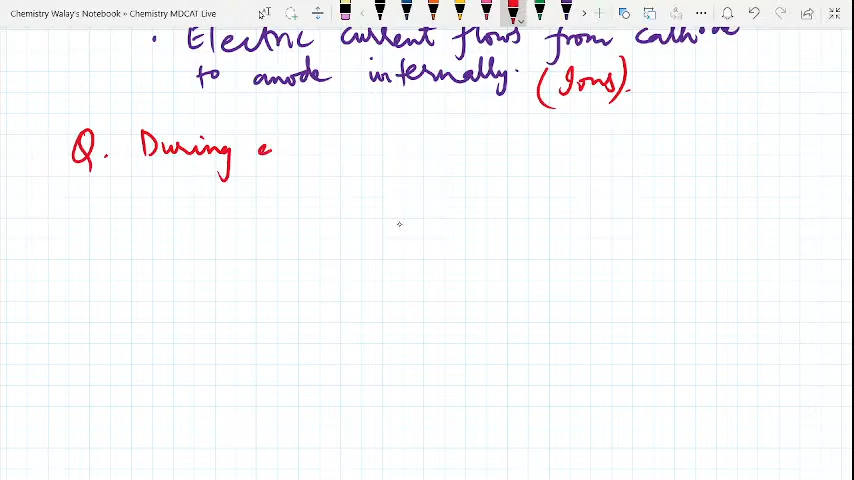 Chemistry Walay's Notebook » Chemistry MDCAT Live
• Electric current flows from cathode
to anode internally. (Ions).
Q. During e